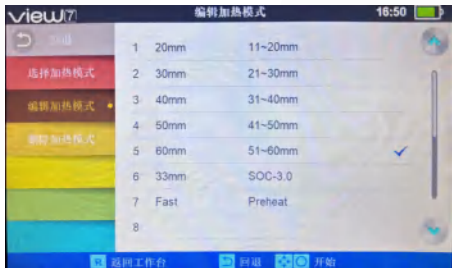 VIEW7 编辑加热模式 16:50
回退
选择加热模式
编辑加热模式
删除加热模式
1 20mm 11~20mm
2 30mm 21~30mm
3 40mm 31~40mm
4 50mm 41~50mm
5 60mm 51~60mm
6 33mm SOC-3.0
7 Fast Preheat
8
R 返回工作台 回退 开始